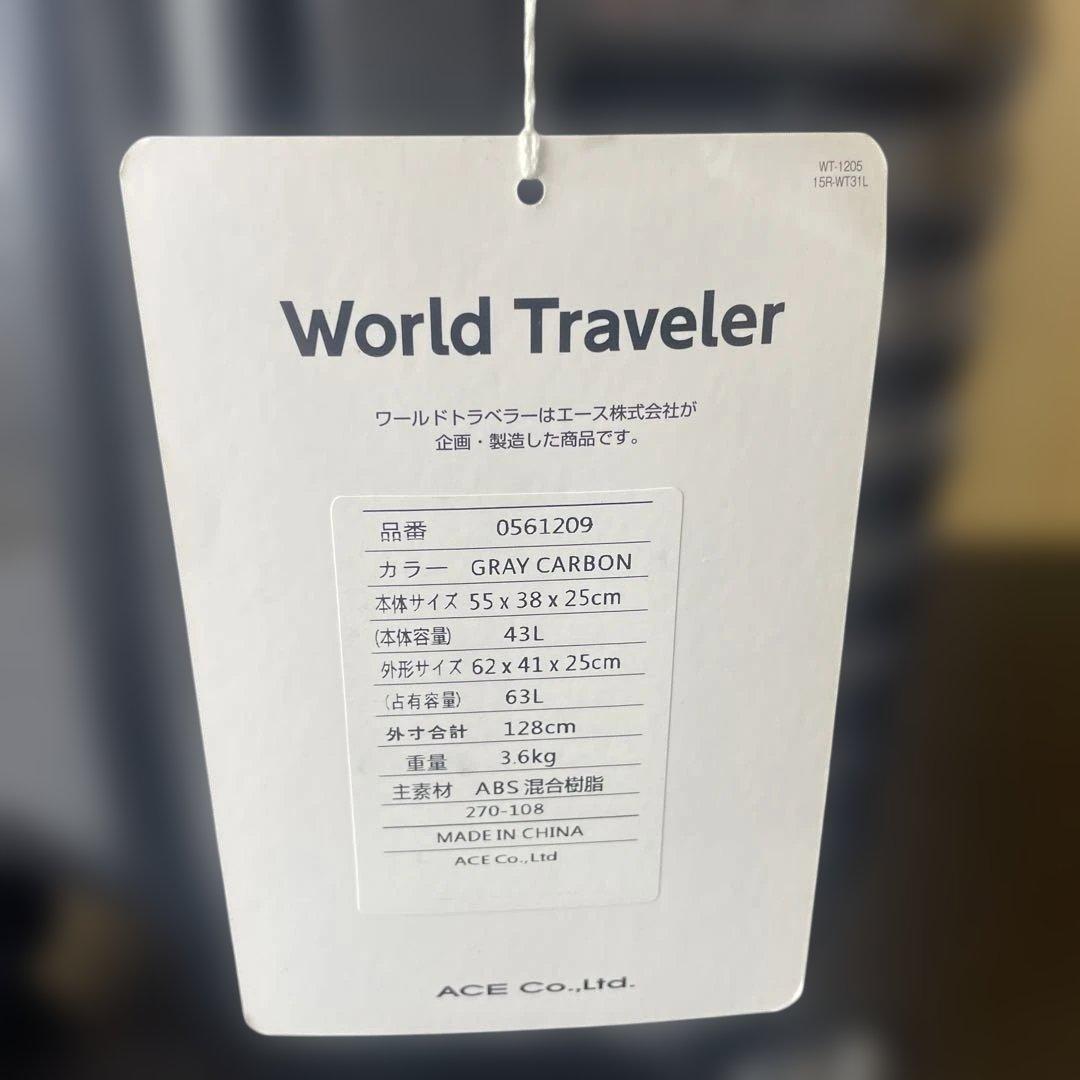 WT-1205
15R-WT31L
World Traveler
ワールドトラベラーはエース株式会社が
企画・製造した商品です。
品番 0561209
カラー GRAY CARBON
本体サイズ 55 x 38 x 25cm
(本体容量) 43L
外形サイズ 62 x 41 x 25cm
(占有容量) 63L
外寸合計 128cm
重量 3.6kg
主素材 ABS 混合樹脂
270-108
MADE IN CHINA
ACE Co.,Ltd
ACE Co.,Ltd.